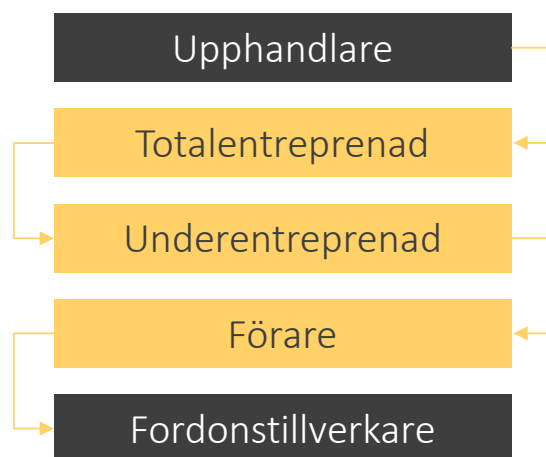 Upphandlare
Totalentreprenad
Underentreprenad
Förare
Fordonstillverkare